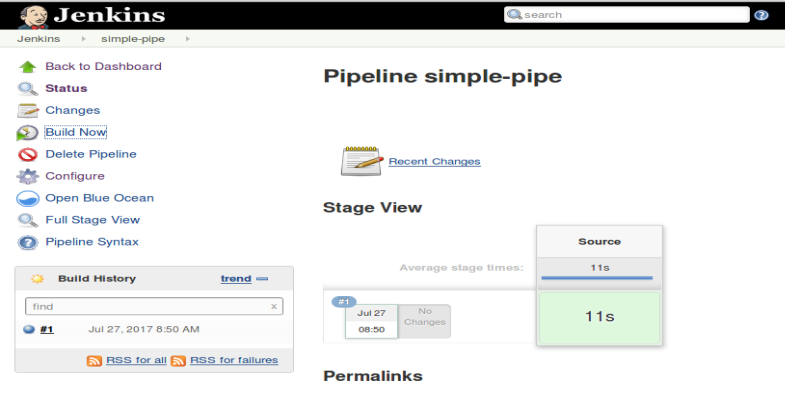 Jenkins
search
Jenkins simple-pipe
Back to Dashboard
Status
Changes
Build Now
Delete Pipeline
Configure
Open Blue Ocean
Full Stage View
Pipeline Syntax
Build History trend
find x
#1 Jul 27, 2017 8:50 AM
RSS for all RSS for failures
Pipeline simple-pipe
Recent Changes
Stage View
Source
Average stage times: 11s
#1
Jul 27
08:50
No
Changes
11s
Permalinks